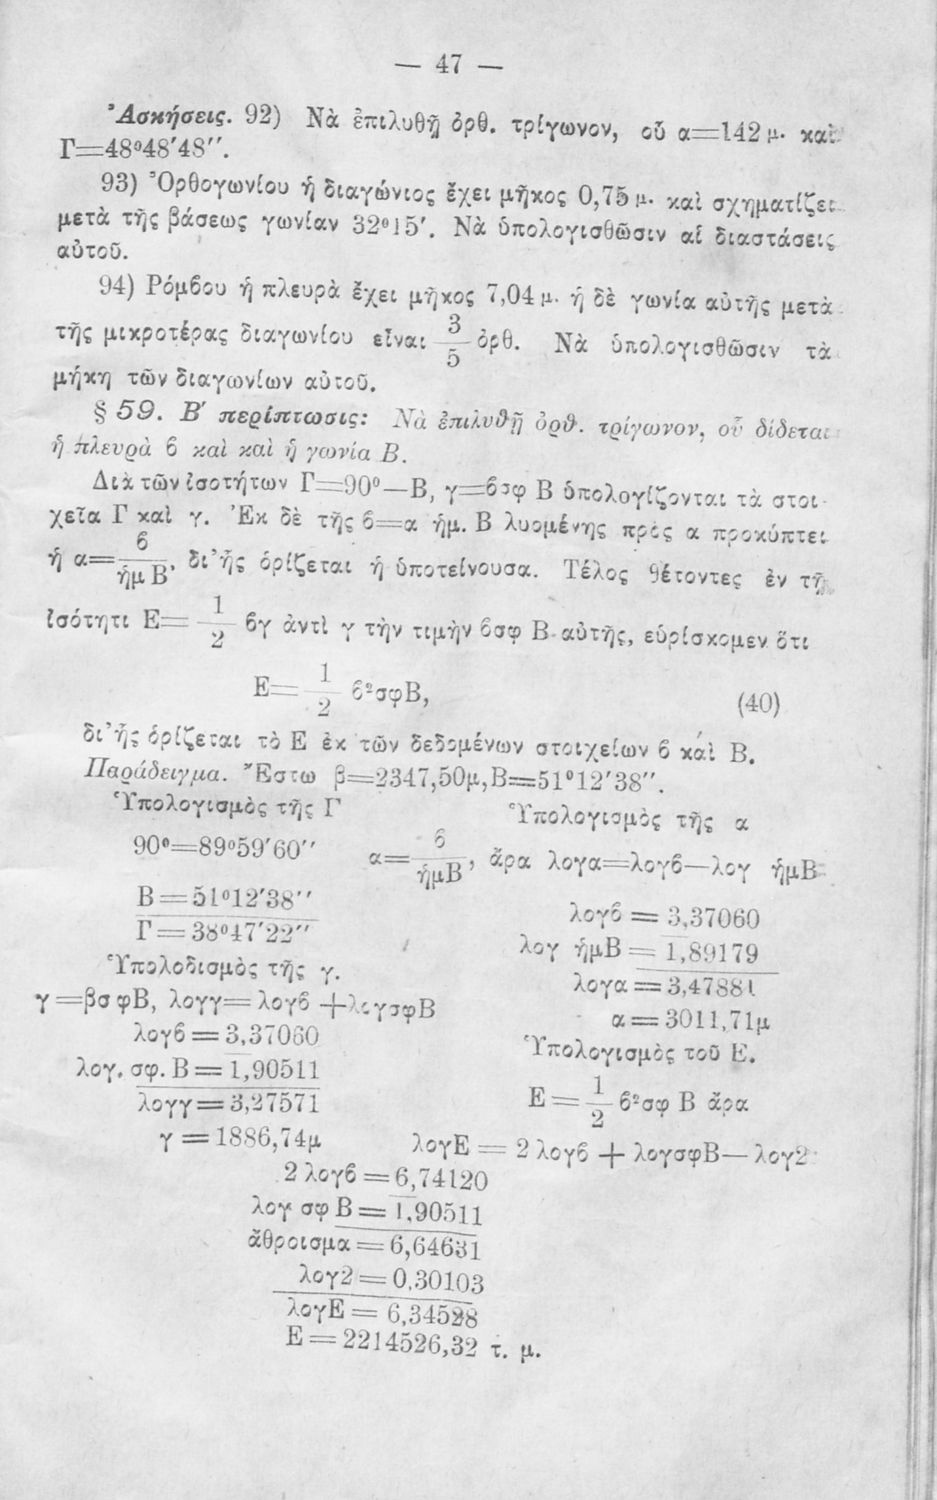 — 47 —
Ἀσκήσεις. 92) Νὰ ἐπιλυθῇ ὀρθ. τρίγωνον, οὗ α=142 μ. καὶ
Γ=48°48'48''.
93) Ὀρθογωνίου ἡ διαγώνιος ἔχει μῆκος 0,75 μ. καὶ σχηματίζει
μετὰ τῆς βάσεως γωνίαν 32°15'. Νὰ ὑπολογισθῶσιν αἱ διαστάσεις
αὐτοῦ.
94) Ρόμβου ἡ πλευρὰ ἔχει μῆκος 7,04 μ. ἡ δὲ γωνία αὐτῆς μετὰ
τῆς μικροτέρας διαγωνίου εἶναι 3/5 ὀρθ. Νὰ ὑπολογισθῶσιν τὰ
μήκη τῶν διαγωνίων αὐτοῦ.
§ 59. Β' περίπτωσις: Νὰ ἐπιλυθῇ ὀρθ. τρίγωνον, οὗ δίδεται
ἡ πλευρὰ ϐ καὶ καὶ ἡ γωνία Β.
Διὰ τῶν ἰσοτήτων Γ=90°—Β, γ=ϐσφ Β ὑπολογίζονται τὰ στοι-
χεῖα Γ καὶ γ. Ἐκ δὲ τῆς ϐ=α ἡμ. Β λυομένης πρὸς α προκύπτει
ἡ α=ϐ/ἡμ Β, δι' ἧς ὁρίζεται ἡ ὑποτείνουσα. Τέλος θέτοντες ἐν τῇ
ἰσότητι Ε= 1/2 ϐγ ἀντὶ γ τὴν τιμὴν ϐσφ Β αὐτῆς, εὑρίσκομεν ὅτι
Ε= 1/2 ϐ²σφΒ, (40)
δι' ἧς ὁρίζεται τὸ Ε ἐκ τῶν δεδομένων στοιχείων ϐ καὶ Β.
Παράδειγμα. Ἔστω β=2347,50μ, Β=51°12'38''.
Ὑπολογισμὸς τῆς Γ
90°=89°59'60''
Β=51°12'38''
Γ=38°47'22''
Ὑπολοδισμὸς τῆς γ.
γ=βσφΒ, λογγ=λογϐ+λογσφΒ
λογϐ=3,37060
λογ. σφ. Β=1̅,90511
λογγ=3,27571
γ=1886,74μ
Ὑπολογισμὸς τῆς α
α=ϐ/ἡμΒ, ἄρα λογα=λογϐ—λογ ἡμΒ
λογϐ=3,37060
λογ ἡμΒ=1̅,89179
λογα=3,47881
α=3011,71μ
Ὑπολογισμὸς τοῦ Ε.
Ε=1/2 ϐ²σφ Β ἄρα
λογΕ=2 λογϐ+λογσφΒ—λογ2
2 λογϐ=6,74120
λογ σφ Β=1̅,90511
ἄθροισμα=6,64631
λογ2=0,30103
λογΕ=6,34528
Ε=2214526,32 τ. μ.